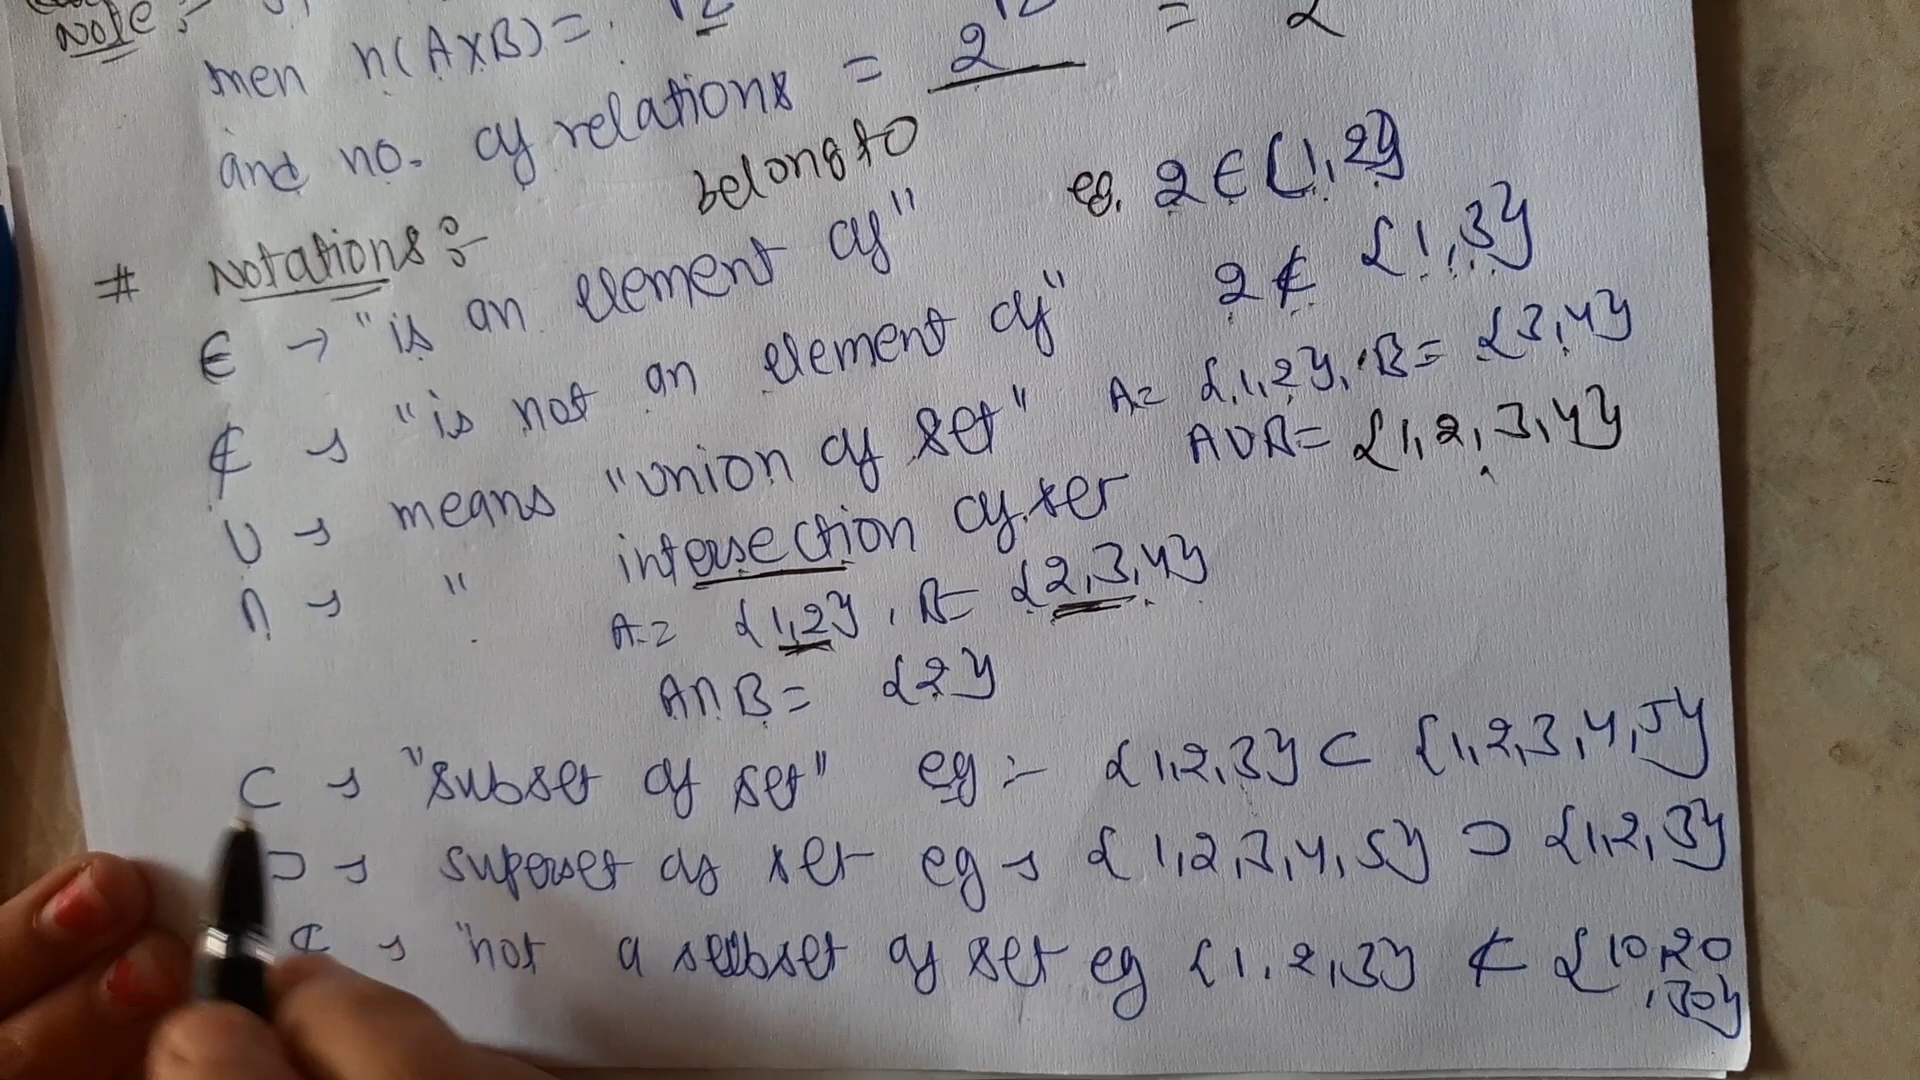 Note :-
then n(A×B) = 12
and no. of relations = 2^12 = 2
belong to
# Notations :-
∈ → "is an element of" eg. 2 ∈ {1,2}
∉ → "is not an element of" 2 ∉ {1,3}
∪ → means "union of set" A = {1,2}, B = {3,4}
A∪B = {1,2,3,4}
∩ → " intersection of set
A = {1,2}, B = {2,3,4}
A∩B = {2}
⊂ → "subset of set" eg :- {1,2,3} ⊂ {1,2,3,4,5}
⊃ → superset of set eg → {1,2,3,4,5} ⊃ {1,2,3}
⊄ → "not a subset of set eg {1,2,3} ⊄ {10,20
,30}